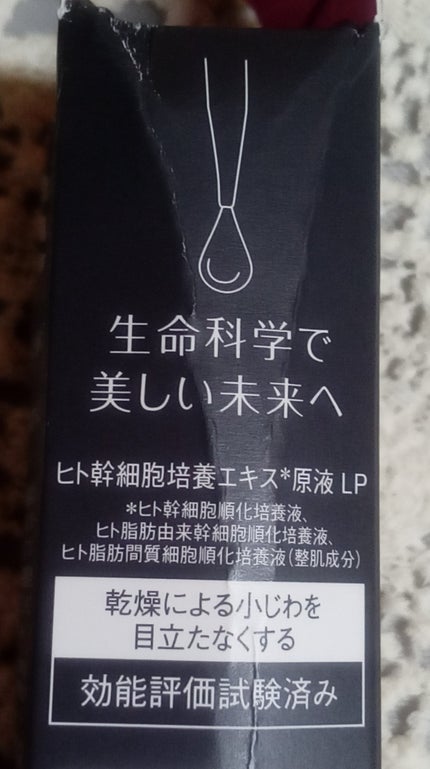 生命科学で
美しい未来へ
ヒト幹細胞培養エキス*原液 LP
*ヒト幹細胞順化培養液、
ヒト脂肪由来幹細胞順化培養液、
ヒト脂肪間質細胞順化培養液(整肌成分)
乾燥による小じわを
目立たなくする
効能評価試験済み